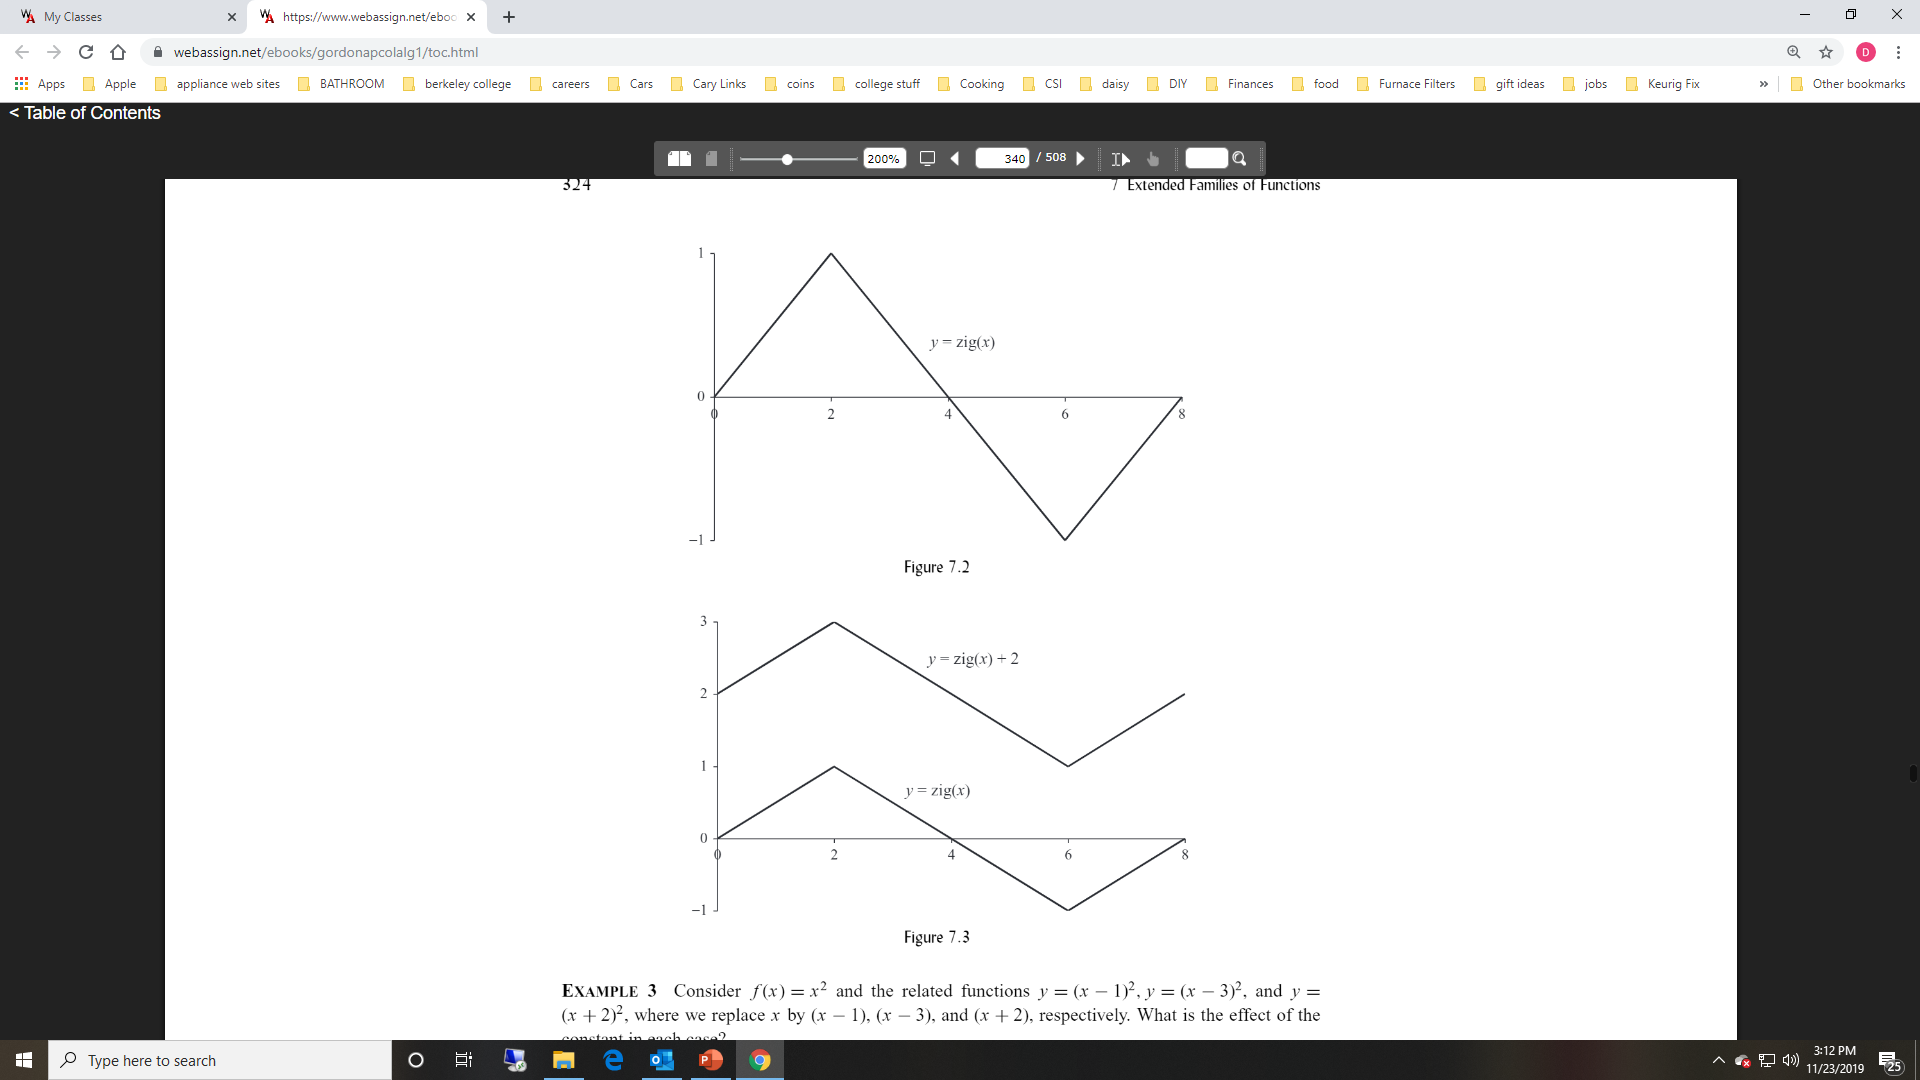 My Classes
https://www.webassign.net/eboo
webassign.net/ebooks/gordonapcolalg1/toc.html
D
Apps Apple appliance web sites BATHROOM berkeley college careers Cars Cary Links coins college stuff Cooking CSI daisy DIY Finances food Furnace Filters gift ideas jobs Keurig Fix » Other bookmarks
< Table of Contents
200% 340 / 508
324 7 Extended Families of Functions
1
y = zig(x)
0
0 2 4 6 8
−1
Figure 7.2
3
y = zig(x) + 2
2
1
y = zig(x)
0
0 2 4 6 8
−1
Figure 7.3
EXAMPLE 3 Consider f(x) = x² and the related functions y = (x − 1)², y = (x − 3)², and y =
(x + 2)², where we replace x by (x − 1), (x − 3), and (x + 2), respectively. What is the effect of the
constant in each case?
Type here to search
3:12 PM
11/23/2019
25